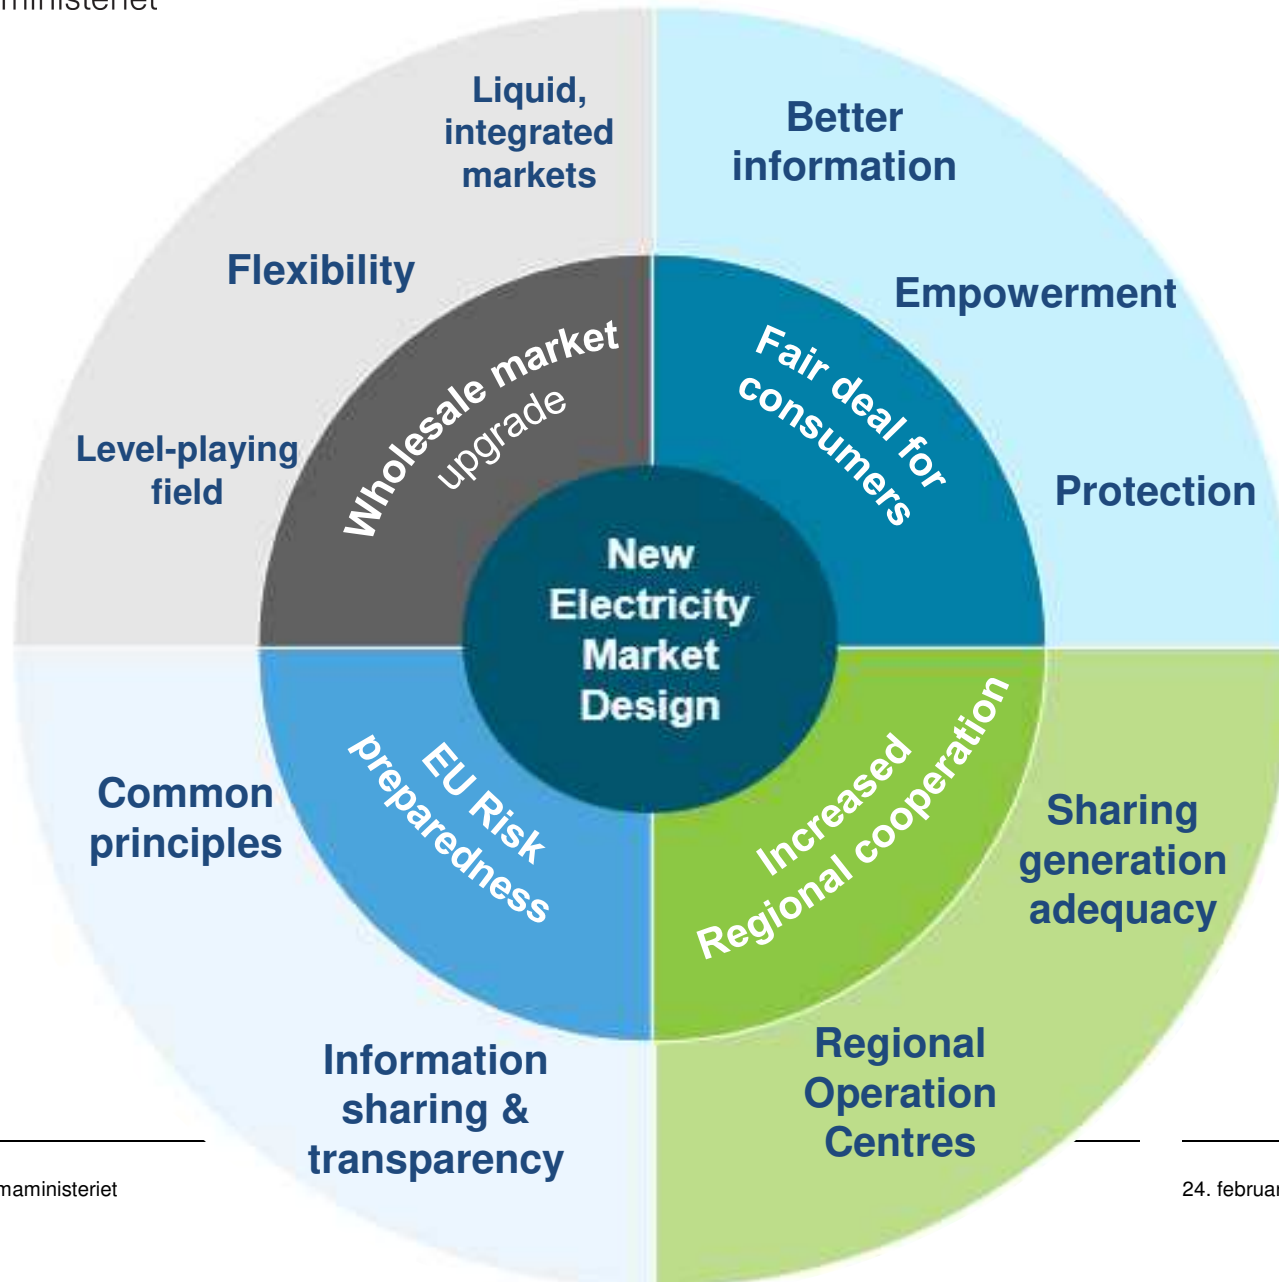 ministeriet
Liquid,
integrated
markets
Flexibility
Level-playing
field
Better
information
Empowerment
Protection
Wholesale market
upgrade
Fair deal for
consumers
New
Electricity
Market
Design
EU Risk
preparedness
Increased
Regional cooperation
Common
principles
Information
sharing &
transparency
Sharing
generation
adequacy
Regional
Operation
Centres
maministeriet
24. februar